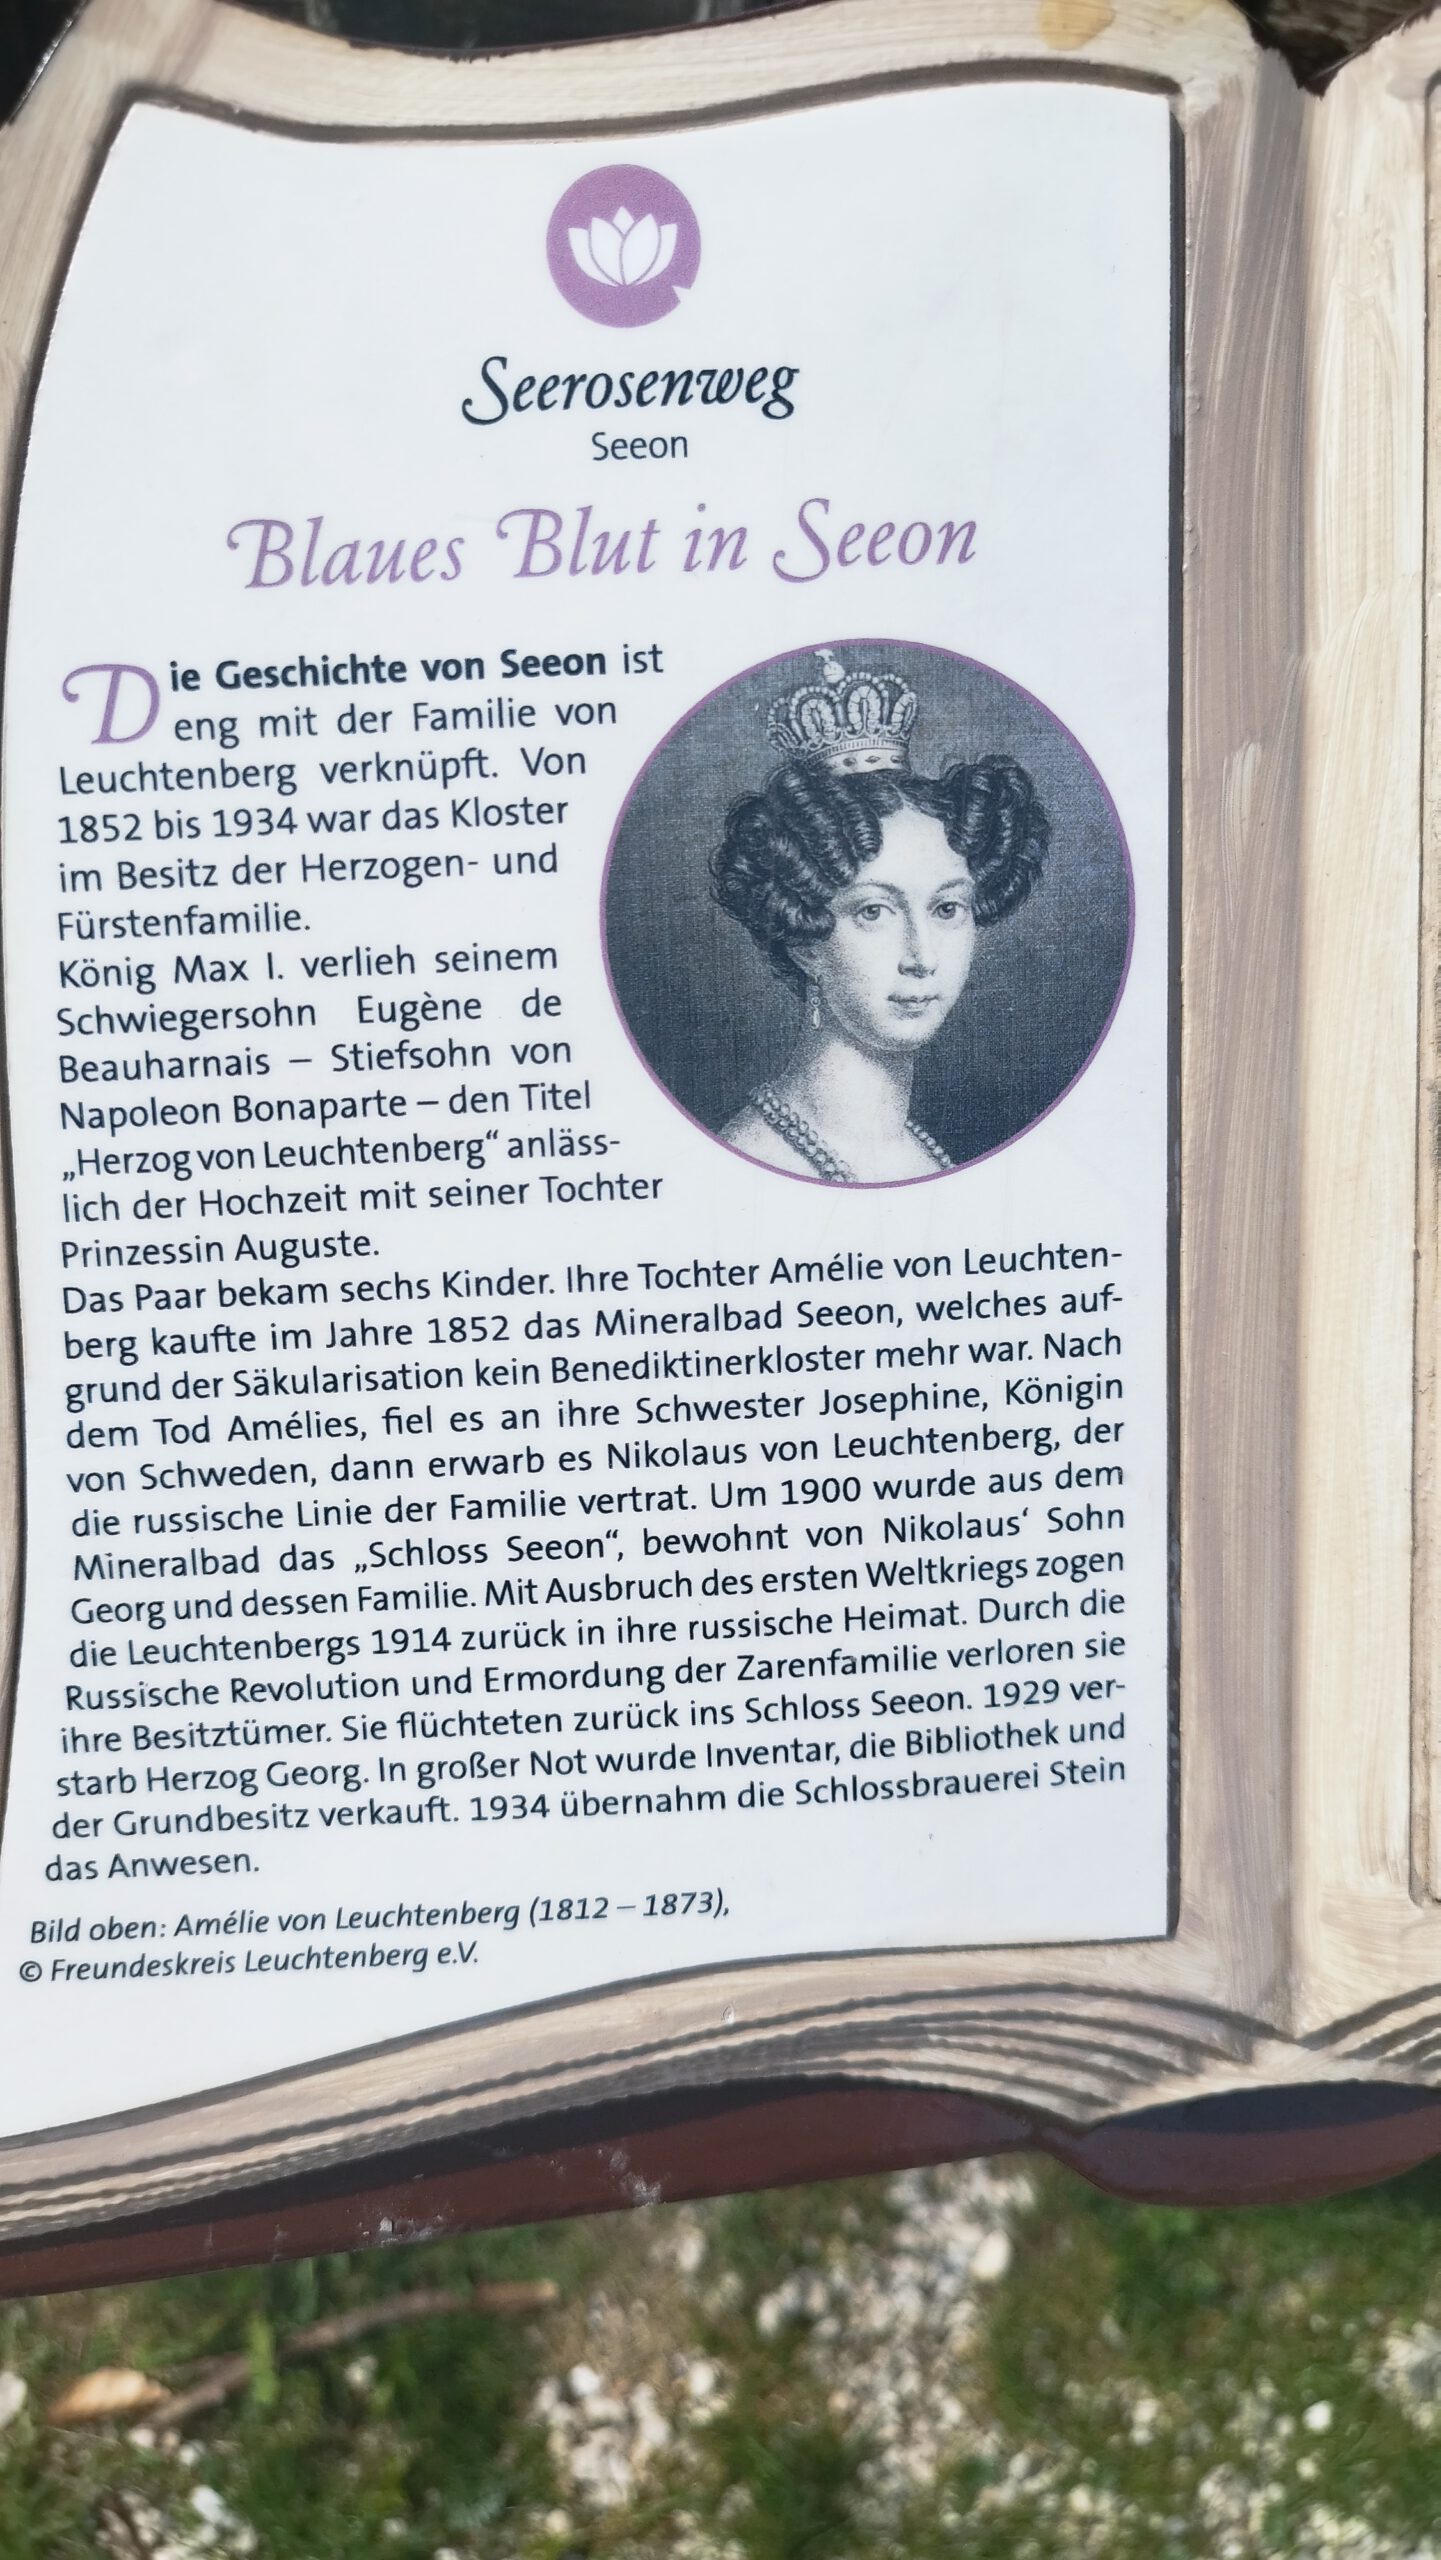 Seerosenweg
Seeon
Blaues Blut in Seeon
Die Geschichte von Seeon ist
eng mit der Familie von
Leuchtenberg verknüpft. Von
1852 bis 1934 war das Kloster
im Besitz der Herzogen- und
Fürstenfamilie.
König Max I. verlieh seinem
Schwiegersohn Eugène de
Beauharnais – Stiefsohn von
Napoleon Bonaparte – den Titel
„Herzog von Leuchtenberg“ anläss-
lich der Hochzeit mit seiner Tochter
Prinzessin Auguste.
Das Paar bekam sechs Kinder. Ihre Tochter Amélie von Leuchten-
berg kaufte im Jahre 1852 das Mineralbad Seeon, welches auf-
grund der Säkularisation kein Benediktinerkloster mehr war. Nach
dem Tod Amélies, fiel es an ihre Schwester Josephine, Königin
von Schweden, dann erwarb es Nikolaus von Leuchtenberg, der
die russische Linie der Familie vertrat. Um 1900 wurde aus dem
Mineralbad das „Schloss Seeon“, bewohnt von Nikolaus‘ Sohn
Georg und dessen Familie. Mit Ausbruch des ersten Weltkriegs zogen
die Leuchtenbergs 1914 zurück in ihre russische Heimat. Durch die
Russische Revolution und Ermordung der Zarenfamilie verloren sie
ihre Besitztümer. Sie flüchteten zurück ins Schloss Seeon. 1929 ver-
starb Herzog Georg. In großer Not wurde Inventar, die Bibliothek und
der Grundbesitz verkauft. 1934 übernahm die Schlossbrauerei Stein
das Anwesen.
Bild oben: Amélie von Leuchtenberg (1812 – 1873),
© Freundeskreis Leuchtenberg e.V.